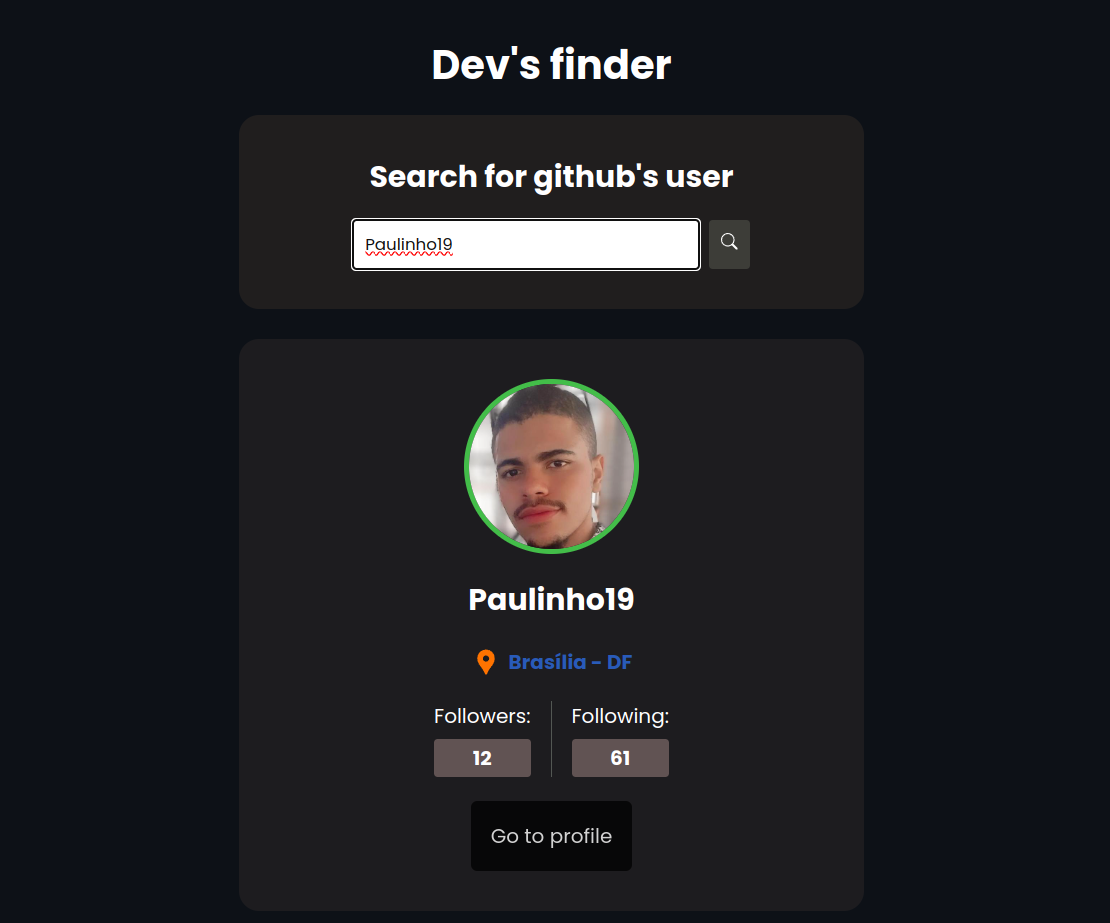 Dev's finder
Search for github's user
Paulinho19
Paulinho19
Brasília - DF
Followers: Following:
12 61
Go to profile